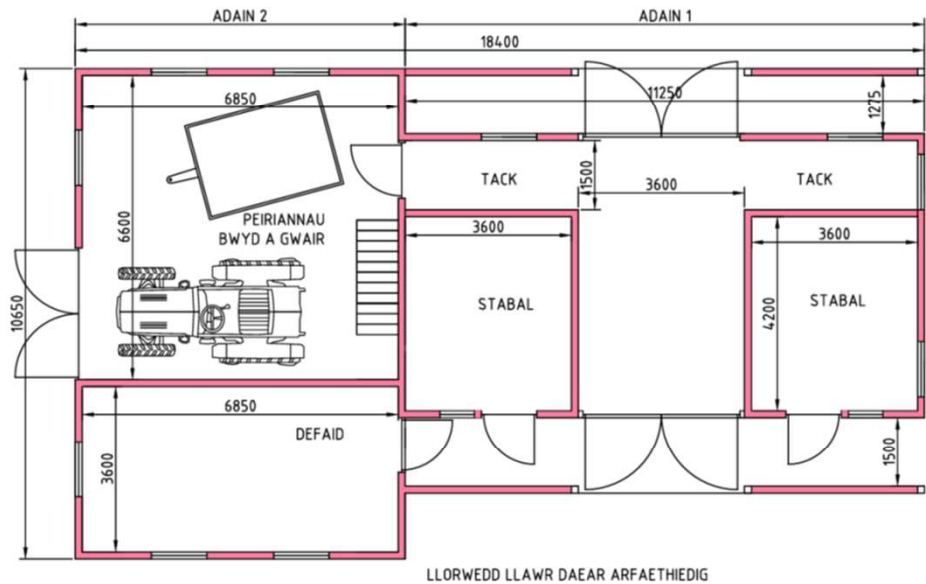 ADAIN 2
ADAIN 1
18400
6850
11250
1275
TACK
1500
3600
TACK
PEIRIANNAU
BWYD A GWAIR
6600
3600
3600
10650
STABAL
STABAL
4200
6850
DEFAID
3600
1500
LLORWEDD LLAWR DAEAR ARFAETHIEDIG